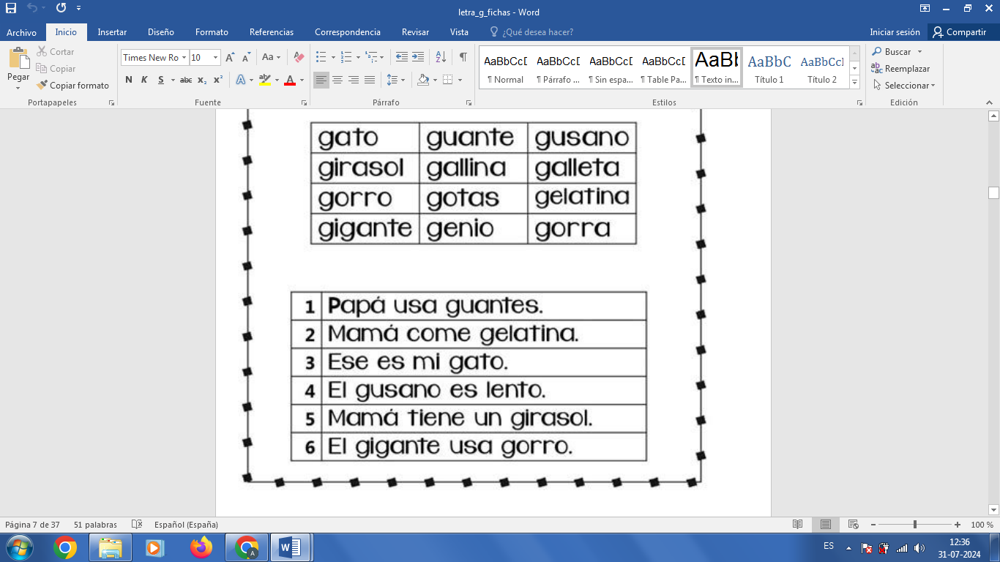 letra_g_fichas - Word
Archivo Inicio Insertar Diseño Formato Referencias Correspondencia Revisar Vista ¿Qué desea hacer? Iniciar sesión Compartir
Pegar
Cortar
Copiar
Copiar formato
Portapapeles
Times New Ro 10
Aa
N K S abc x₂ x² A ab A
Fuente
Párrafo
AaBbCcD AaBbCcD AaBbCcD AaBbCcD AaBb AaBbC AaBbCcI
¶ Normal ¶ Párrafo ... ¶ Sin espa... ¶ Table Pa... ¶ Texto in... Título 1 Título 2
Estilos
Buscar
Reemplazar
Seleccionar
Edición
gato guante gusano
girasol gallina galleta
gorro gotas gelatina
gigante genio gorra
1 Papá usa guantes.
2 Mamá come gelatina.
3 Ese es mi gato.
4 El gusano es lento.
5 Mamá tiene un girasol.
6 El gigante usa gorro.
Página 7 de 37 51 palabras Español (España) 100 %
ES 12:36
31-07-2024